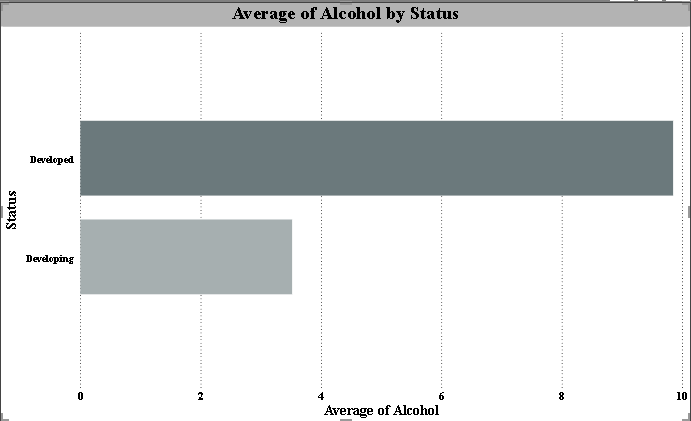 Average of Alcohol by Status
Status
Developed
Developing
0 2 4 6 8 10
Average of Alcohol